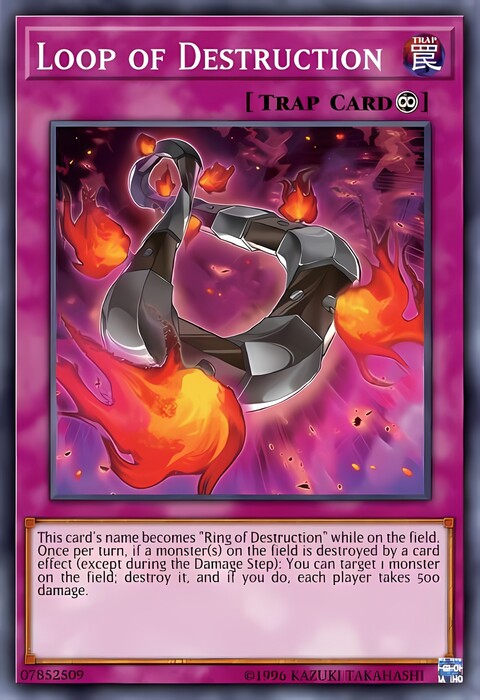 LOOP OF DESTRUCTION
TRAP
罠
[TRAP CARD∞]
This card's name becomes "Ring of Destruction" while on the field.
Once per turn, if a monster(s) on the field is destroyed by a card
effect (except during the Damage Step): You can target 1 monster
on the field; destroy it, and if you do, each player takes 500
damage.
07852509
©1996 KAZUKI TAKAHASHI